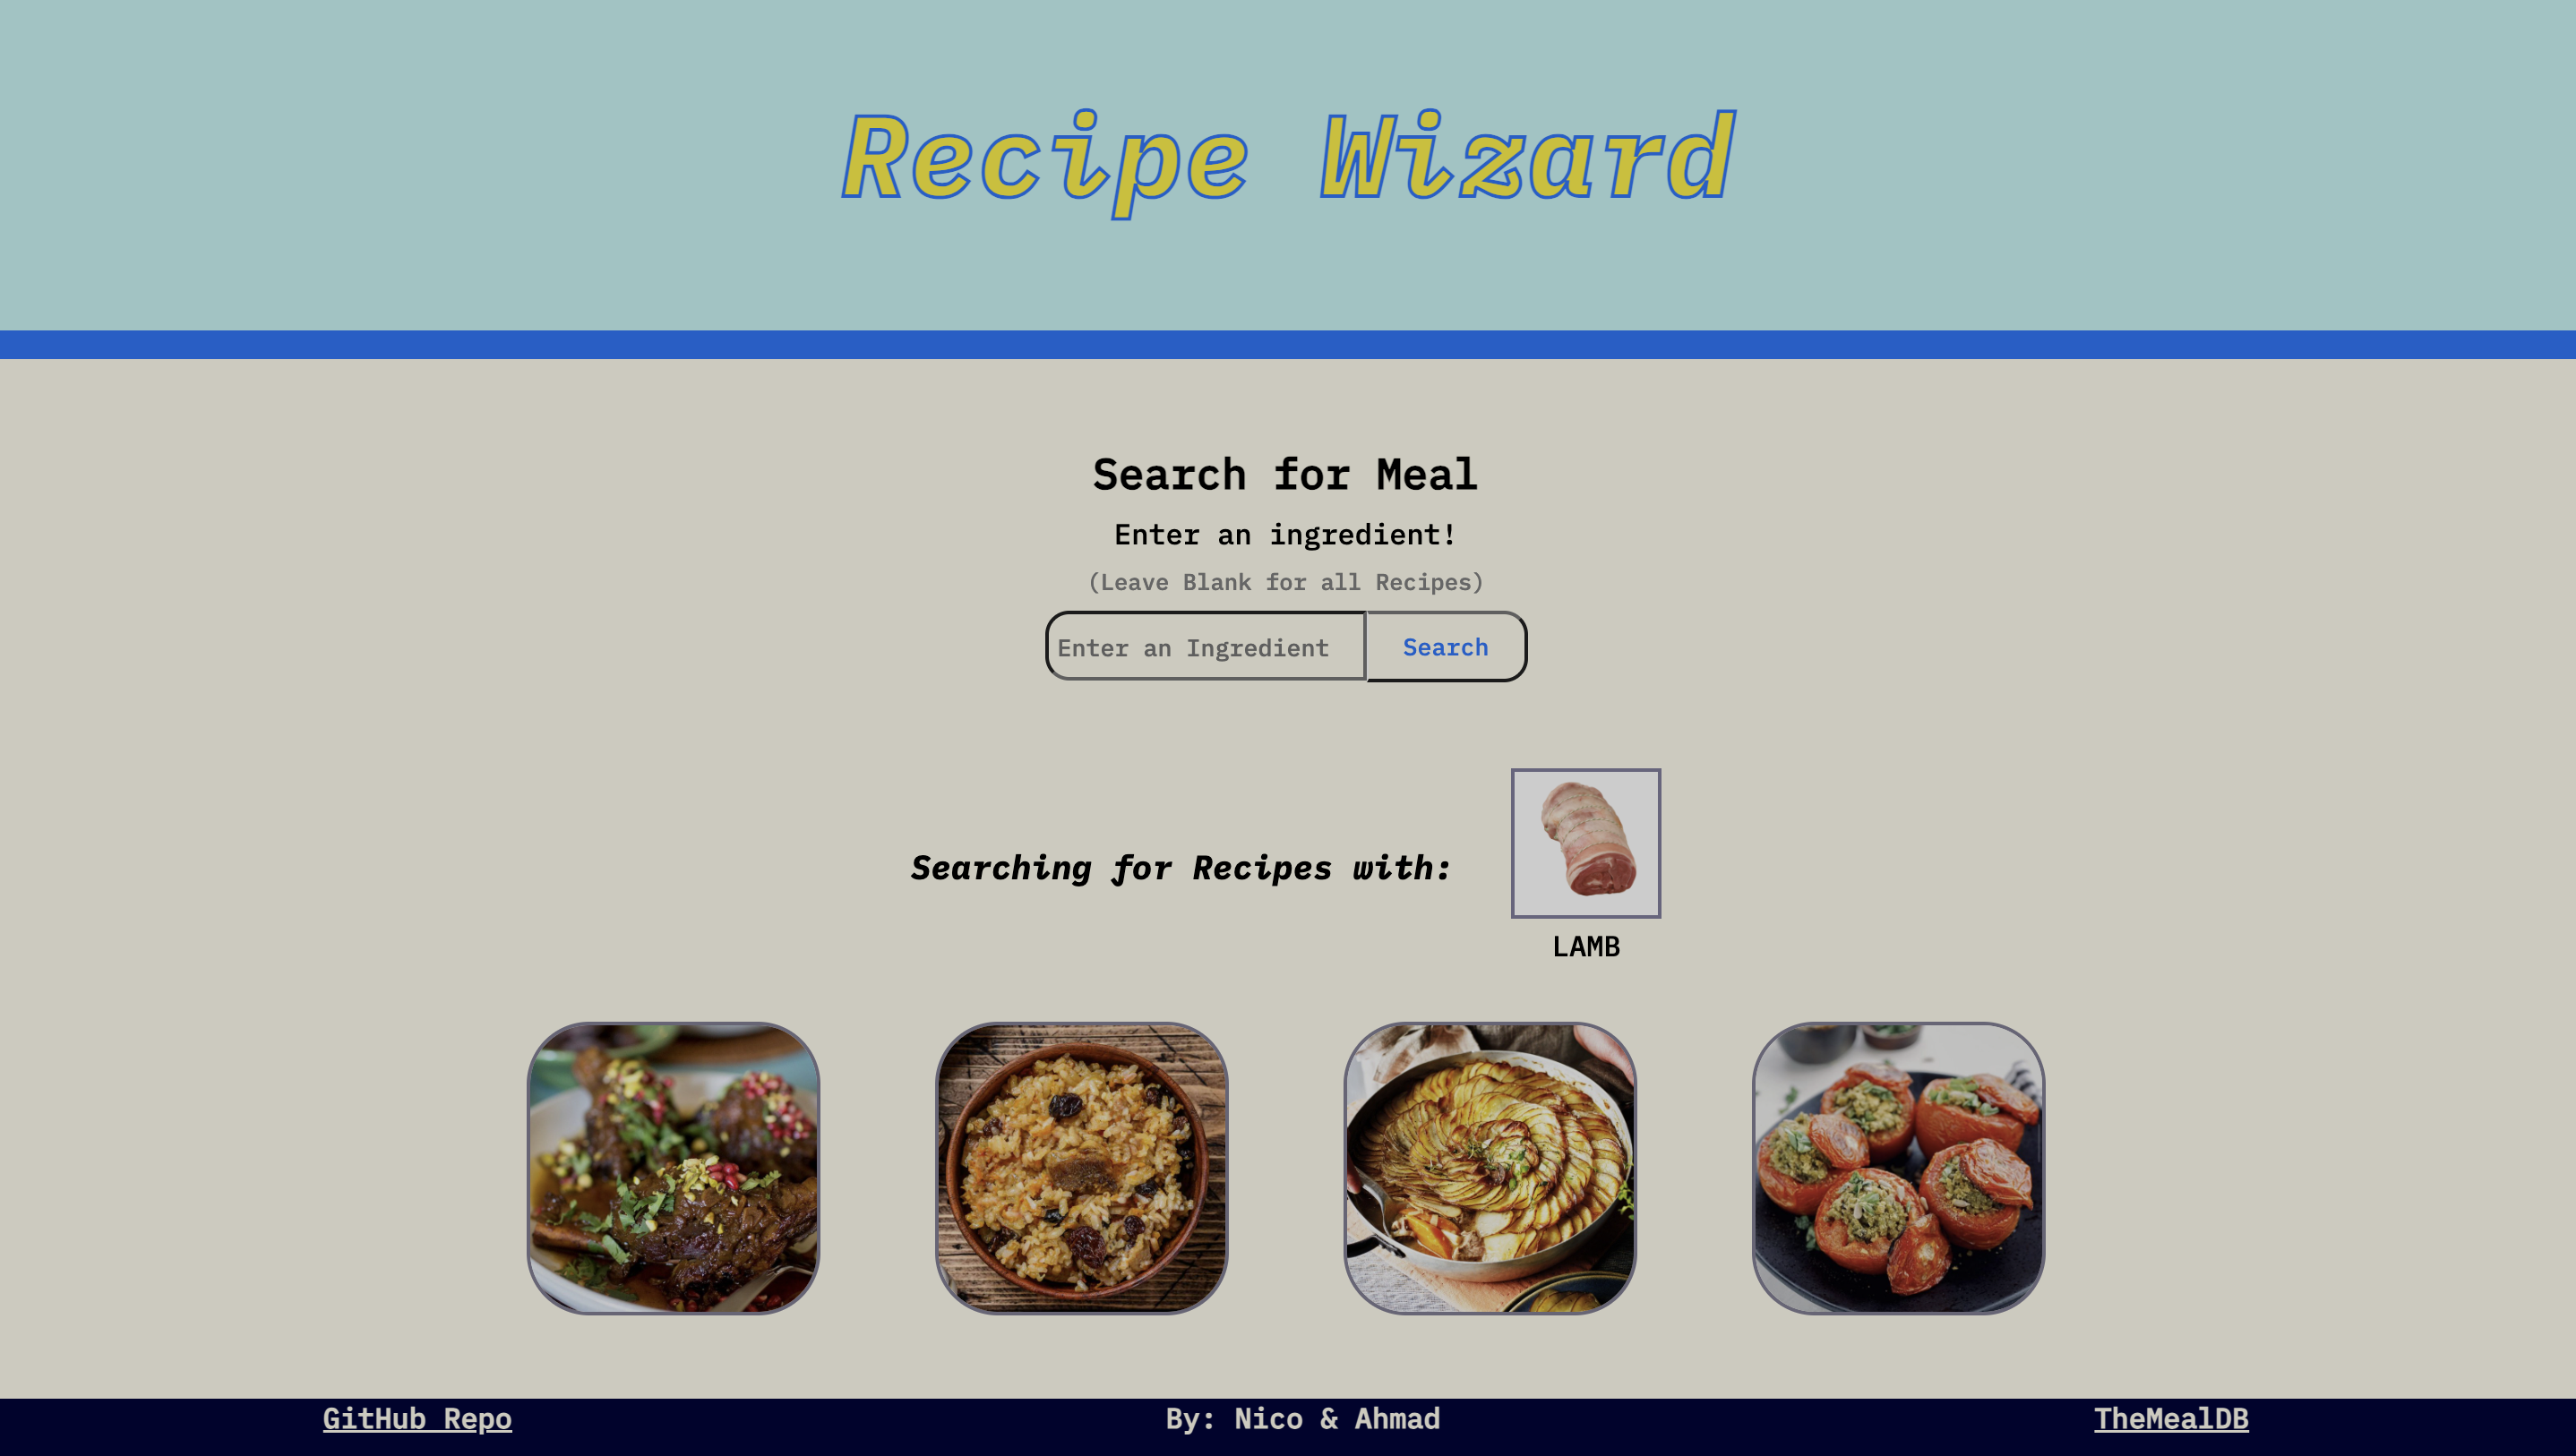 Recipe Wizard
Search for Meal
Enter an ingredient!
(Leave Blank for all Recipes)
Enter an Ingredient
Search
Searching for Recipes with:
LAMB
GitHub Repo
By: Nico & Ahmad
TheMealDB